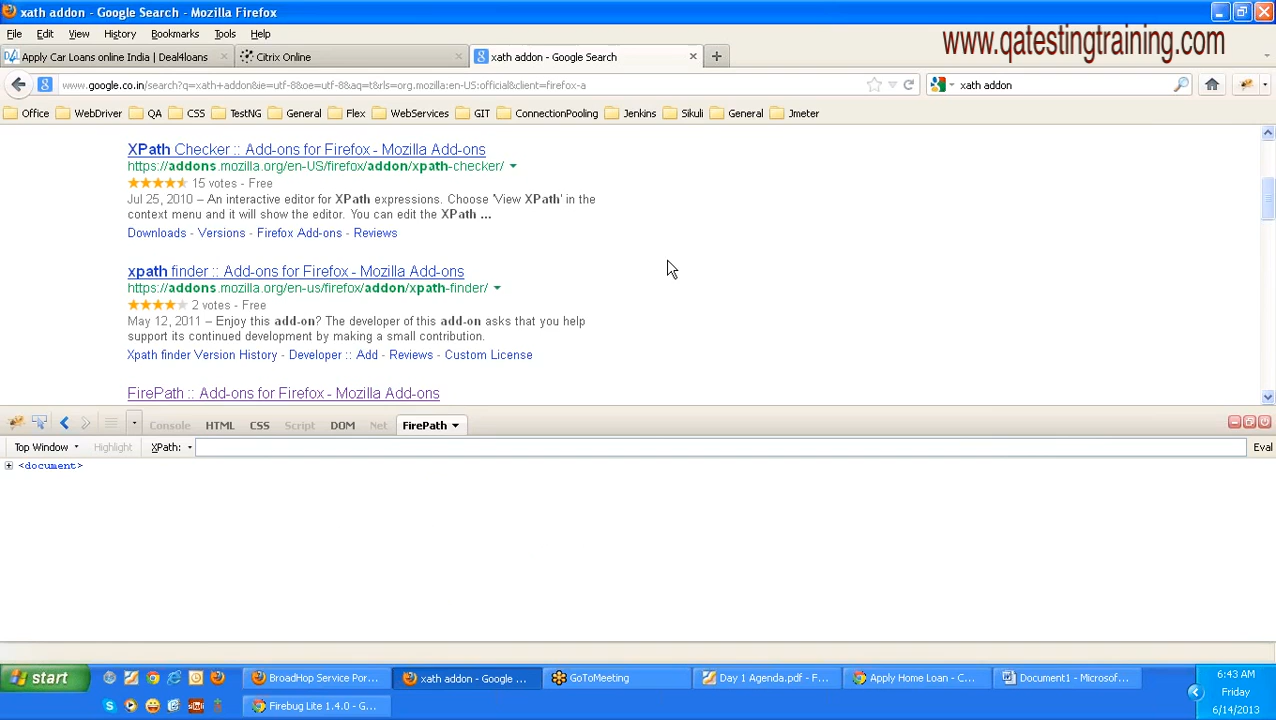 xath addon - Google Search - Mozilla Firefox
File Edit View History Bookmarks Tools Help
www.qatestingtraining.com
Apply Car Loans online India | Deal4loans
Citrix Online
xath addon - Google Search
www.google.co.in/search?q=xath+addon&ie=utf-8&oe=utf-8&aq=t&rls=org.mozilla:en-US:official&client=firefox-a
xath addon
Office WebDriver QA CSS TestNG General Flex WebServices GIT ConnectionPooling Jenkins Sikuli General Jmeter
XPath Checker :: Add-ons for Firefox - Mozilla Add-ons
https://addons.mozilla.org/en-US/firefox/addon/xpath-checker/
15 votes - Free
Jul 25, 2010 – An interactive editor for XPath expressions. Choose 'View XPath' in the
context menu and it will show the editor. You can edit the XPath ...
Downloads - Versions - Firefox Add-ons - Reviews
xpath finder :: Add-ons for Firefox - Mozilla Add-ons
https://addons.mozilla.org/en-us/firefox/addon/xpath-finder/
2 votes - Free
May 12, 2011 – Enjoy this add-on? The developer of this add-on asks that you help
support its continued development by making a small contribution.
Xpath finder Version History - Developer :: Add - Reviews - Custom License
FirePath :: Add-ons for Firefox - Mozilla Add-ons
Console HTML CSS Script DOM Net FirePath
Top Window Highlight XPath: Eval
<document>
start
BroadHop Service Por...
xath addon - Google ...
GoToMeeting
Day 1 Agenda.pdf - F...
Apply Home Loan - C...
Document1 - Microsof...
Firebug Lite 1.4.0 - G...
6:43 AM
Friday
6/14/2013